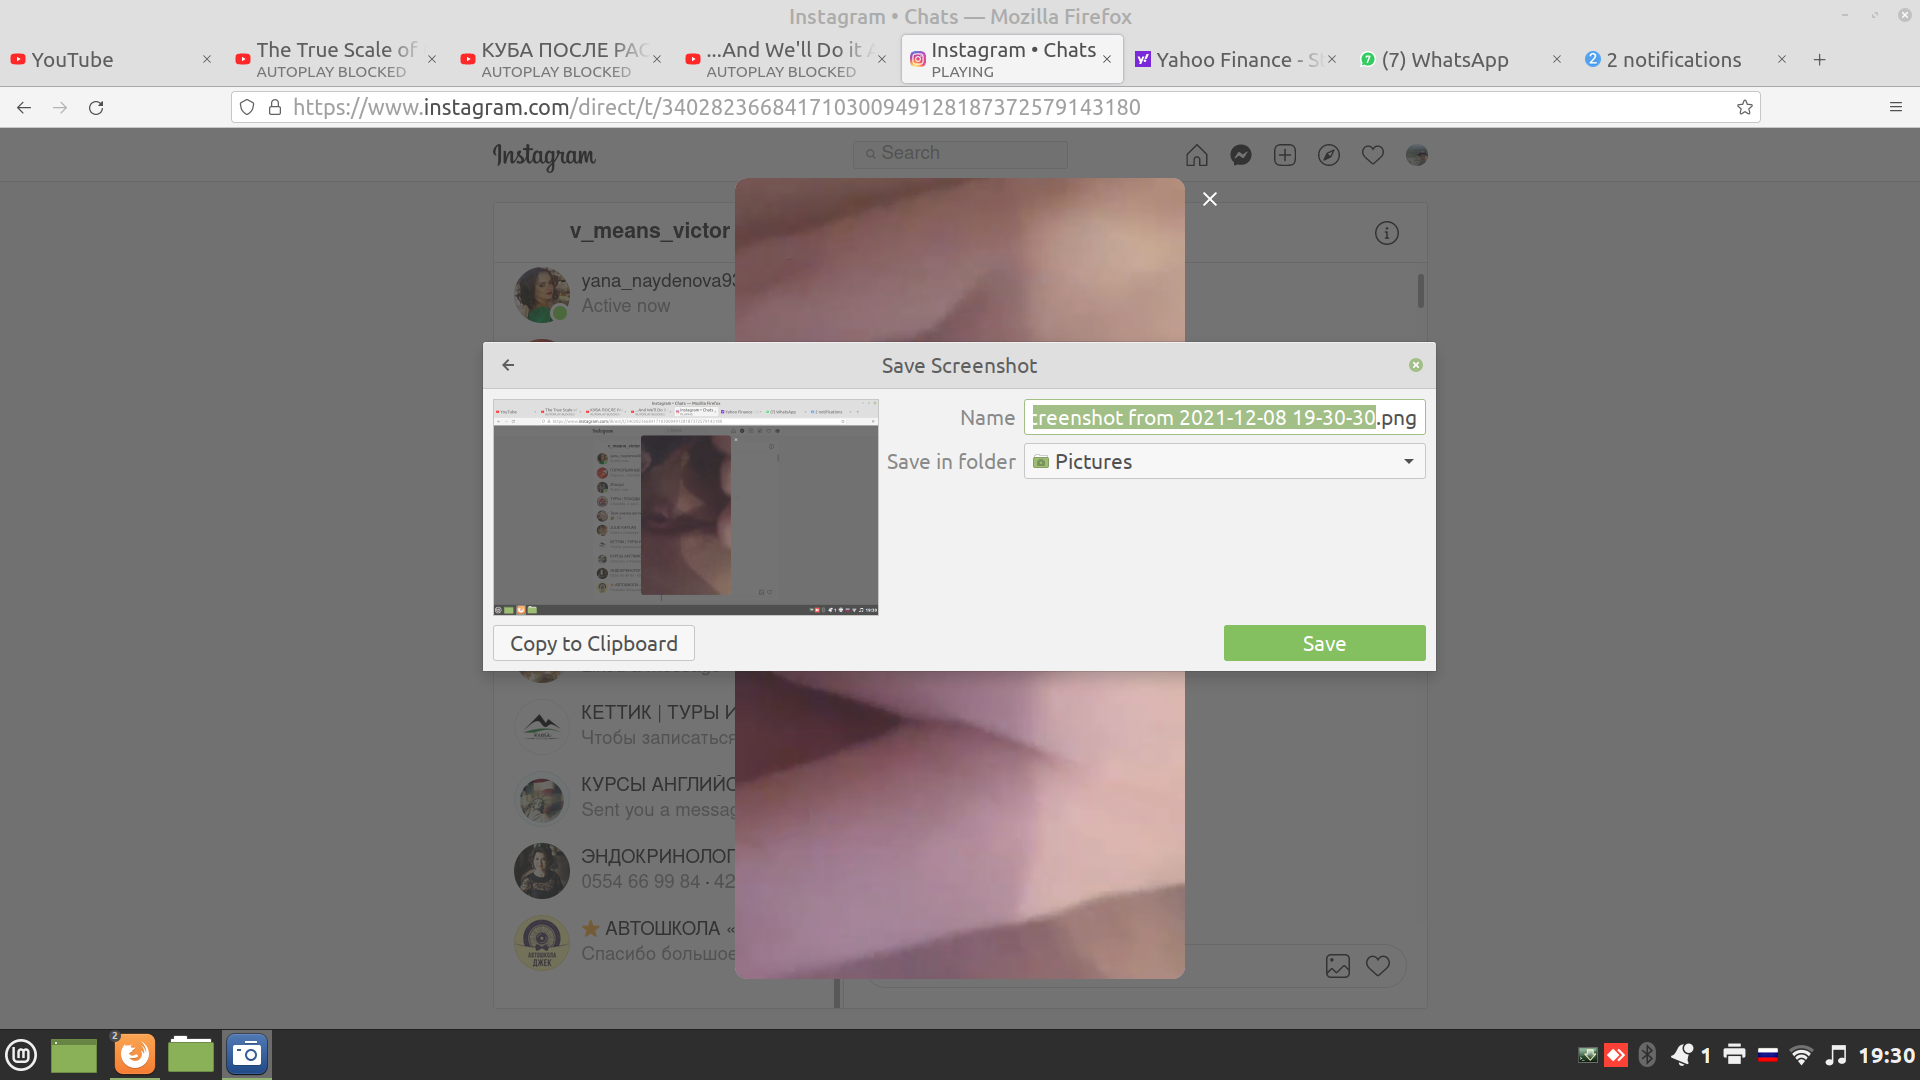 Instagram • Chats — Mozilla Firefox
YouTube
The True Scale of
AUTOPLAY BLOCKED
КУБА ПОСЛЕ РАС
AUTOPLAY BLOCKED
...And We'll Do it
AUTOPLAY BLOCKED
Instagram • Chats
PLAYING
Yahoo Finance - St
(7) WhatsApp
2 notifications
https://www.instagram.com/direct/t/340282366841710300949128187372579143180
Instagram
Search
v_means_victor
yana_naydenova93
Active now
Save Screenshot
Name
creenshot from 2021-12-08 19-30-30.png
Save in folder
Pictures
Copy to Clipboard
Save
КЕТТИК | ТУРЫ И
Чтобы записаться
КУРСЫ АНГЛИЙС
Sent you a messag
ЭНДОКРИНОЛОГ
0554 66 99 84 · 42
АВТОШКОЛА «
Спасибо большое
АВТОШКОЛА
ДЖЕК
2
1
19:30